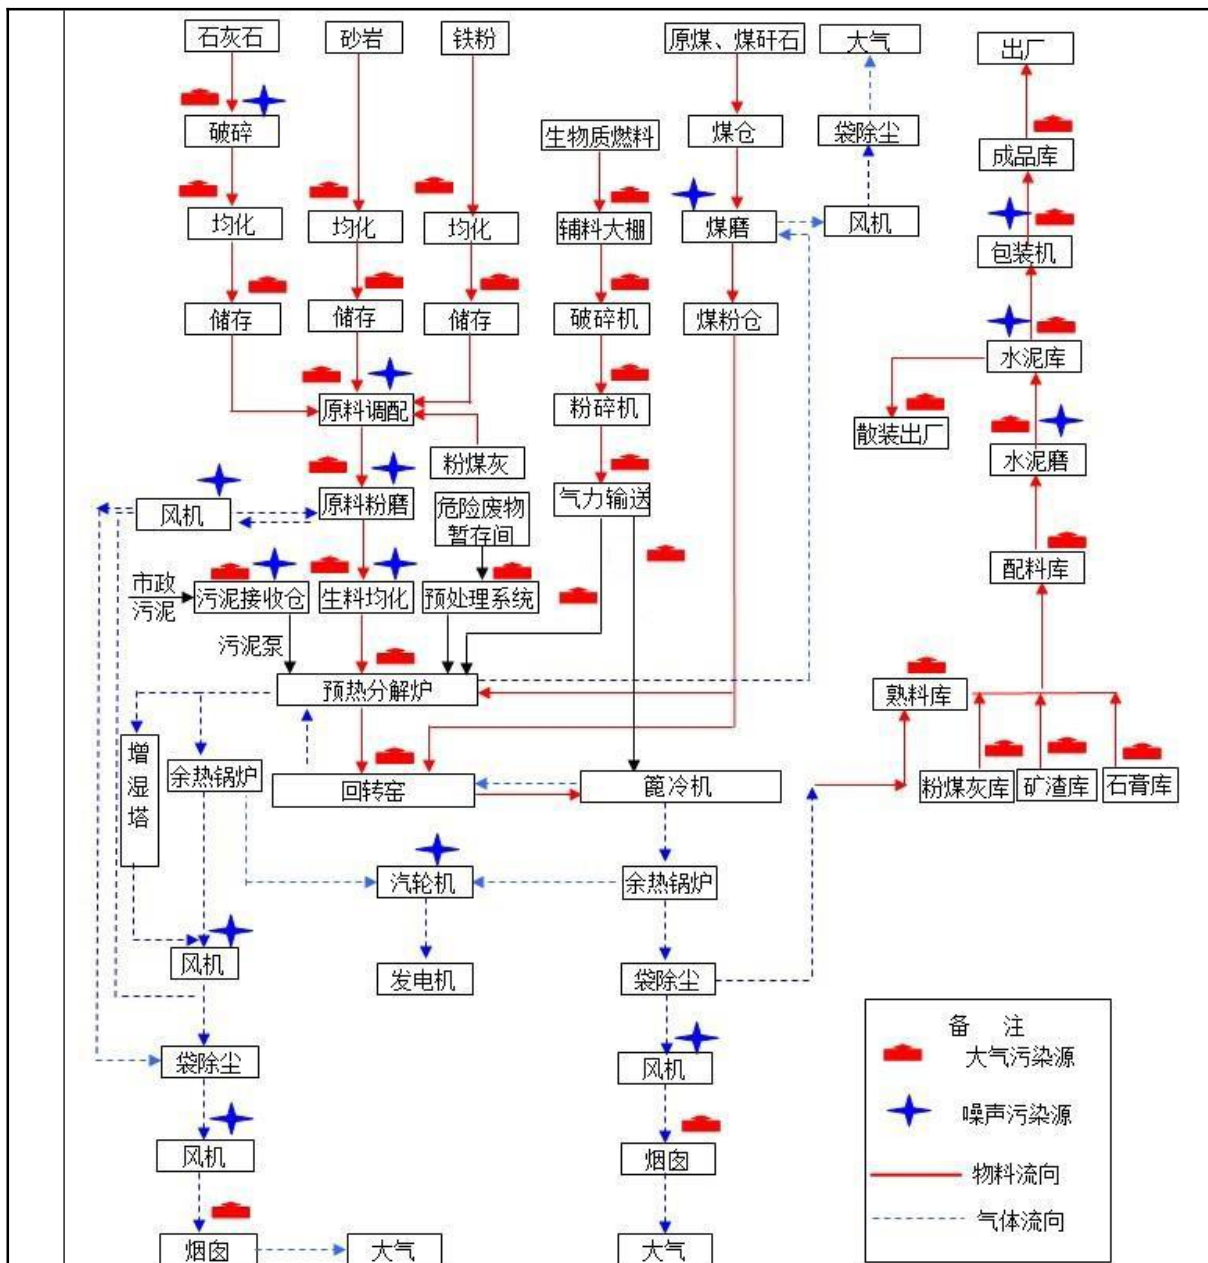 石灰石
砂岩
铁粉
原煤、煤矸石
大气
出厂
破碎
生物质燃料
煤仓
袋除尘
成品库
均化
均化
均化
辅料大棚
煤磨
风机
包装机
储存
储存
储存
破碎机
煤粉仓
水泥库
原料调配
粉碎机
散装出厂
粉煤灰
水泥磨
风机
原料粉磨
危险废物
暂存间
气力输送
配料库
市政
污泥
污泥接收仓
生料均化
预处理系统
污泥泵
预热分解炉
熟料库
增
湿
塔
余热锅炉
回转窑
篦冷机
粉煤灰库
矿渣库
石膏库
汽轮机
余热锅炉
风机
发电机
袋除尘
袋除尘
风机
风机
烟囱
烟囱
大气
大气
备 注
大气污染源
噪声污染源
物料流向
气体流向